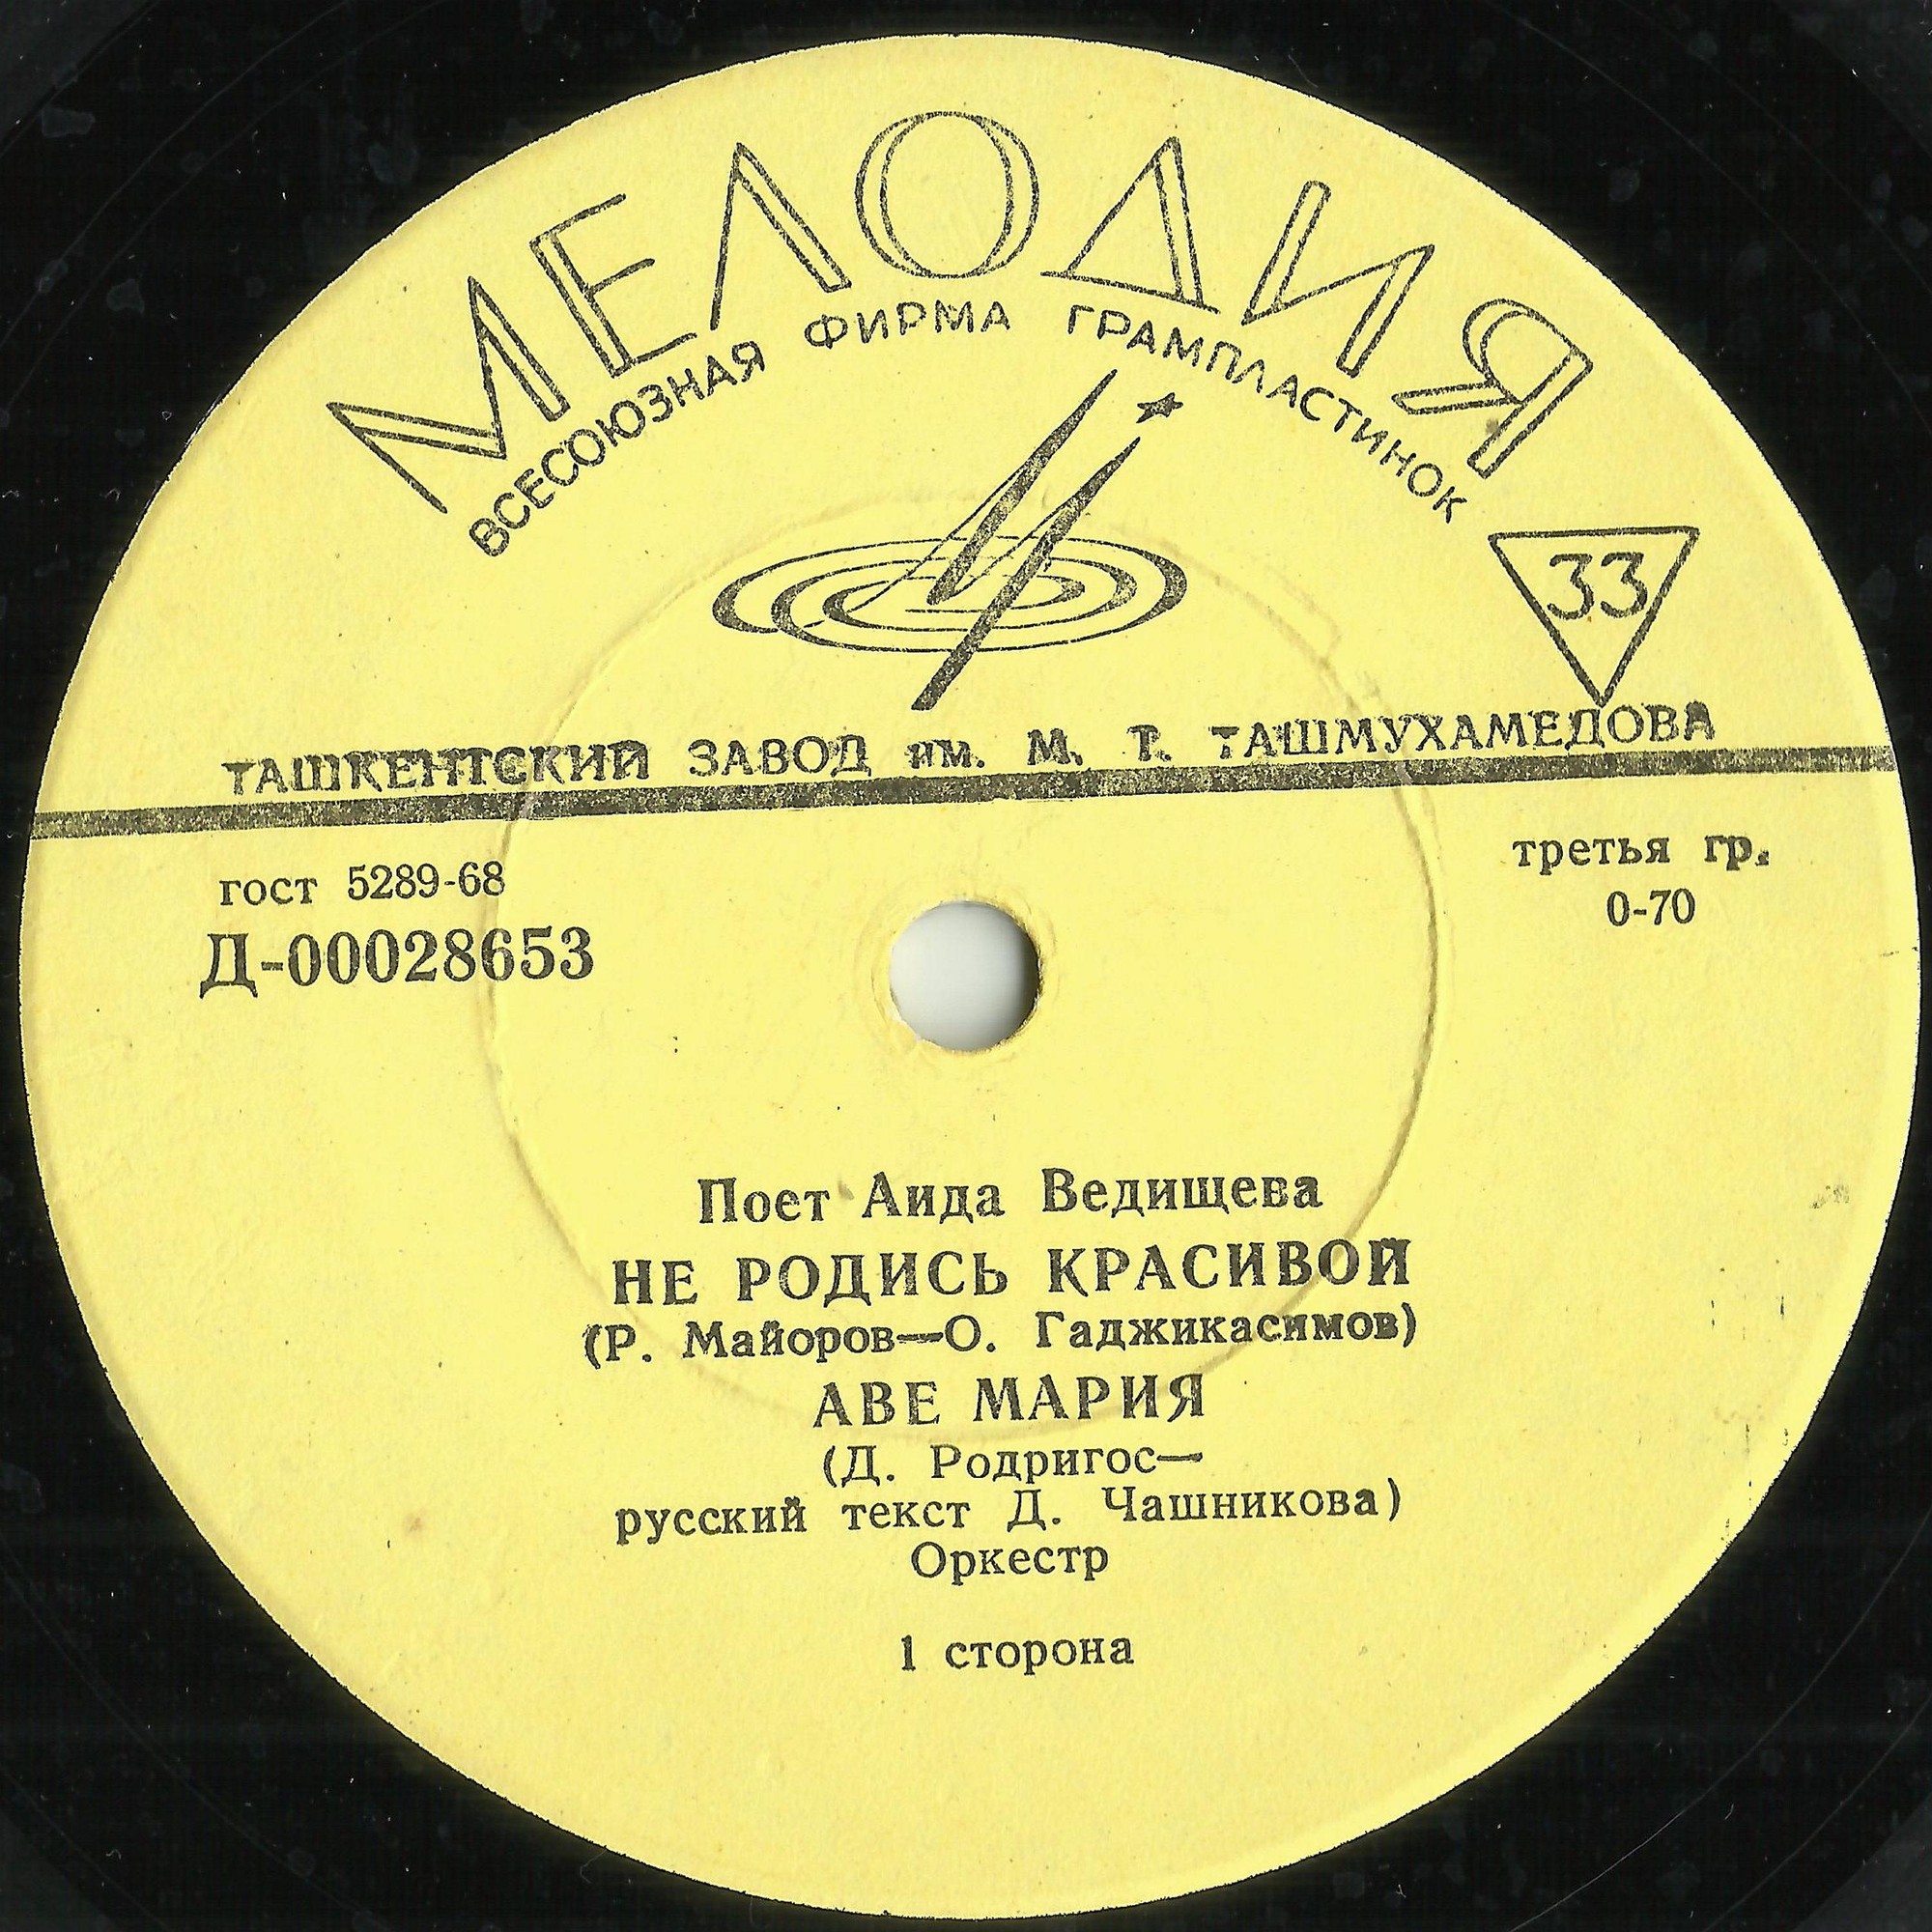 МЕЛОДИЯ
ВСЕСОЮЗНАЯ ФИРМА ГРАМПЛАСТИНОК
33
ТАШКЕНТСКИЙ ЗАВОД им. М. Т. ТАШМУХАМЕДОВА
гост 5289-68
третья гр.
Д-00028653
0-70
Поет Аида Ведищева
НЕ РОДИСЬ КРАСИВОЙ
(Р. Майоров—О. Гаджикасимов)
АВЕ МАРИЯ
(Д. Родригос—
русский текст Д. Чашникова)
Оркестр
1 сторона